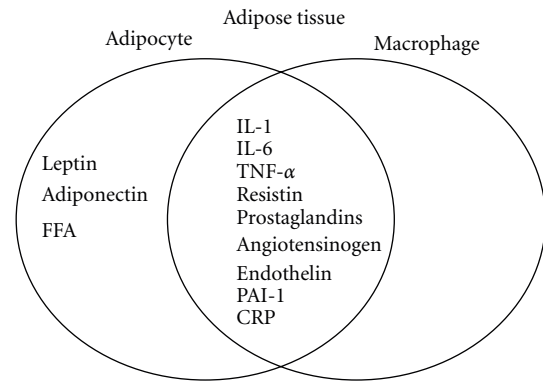 Adipose tissue
Adipocyte
Macrophage
Leptin
Adiponectin
FFA
IL-1
IL-6
TNF-α
Resistin
Prostaglandins
Angiotensinogen
Endothelin
PAI-1
CRP